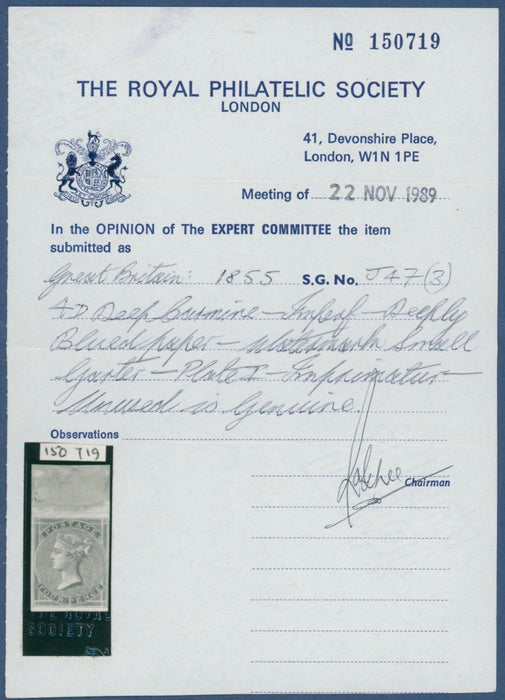 Nº 150719
THE ROYAL PHILATELIC SOCIETY
LONDON
41, Devonshire Place,
London, W1N 1PE
Meeting of 22 NOV 1989
In the OPINION of The EXPERT COMMITTEE the item
submitted as
Great Britain: 1855 S.G. No. J47(3)
4D Deep Carmine - Imperf - Deeply
Blued paper - Watermark Small
Garter - Plate I - Imprimatur -
Unused is genuine.
Observations
150 719
Chairman
POSTAGE
FOUR PENCE
THE ROYAL
SOCIETY